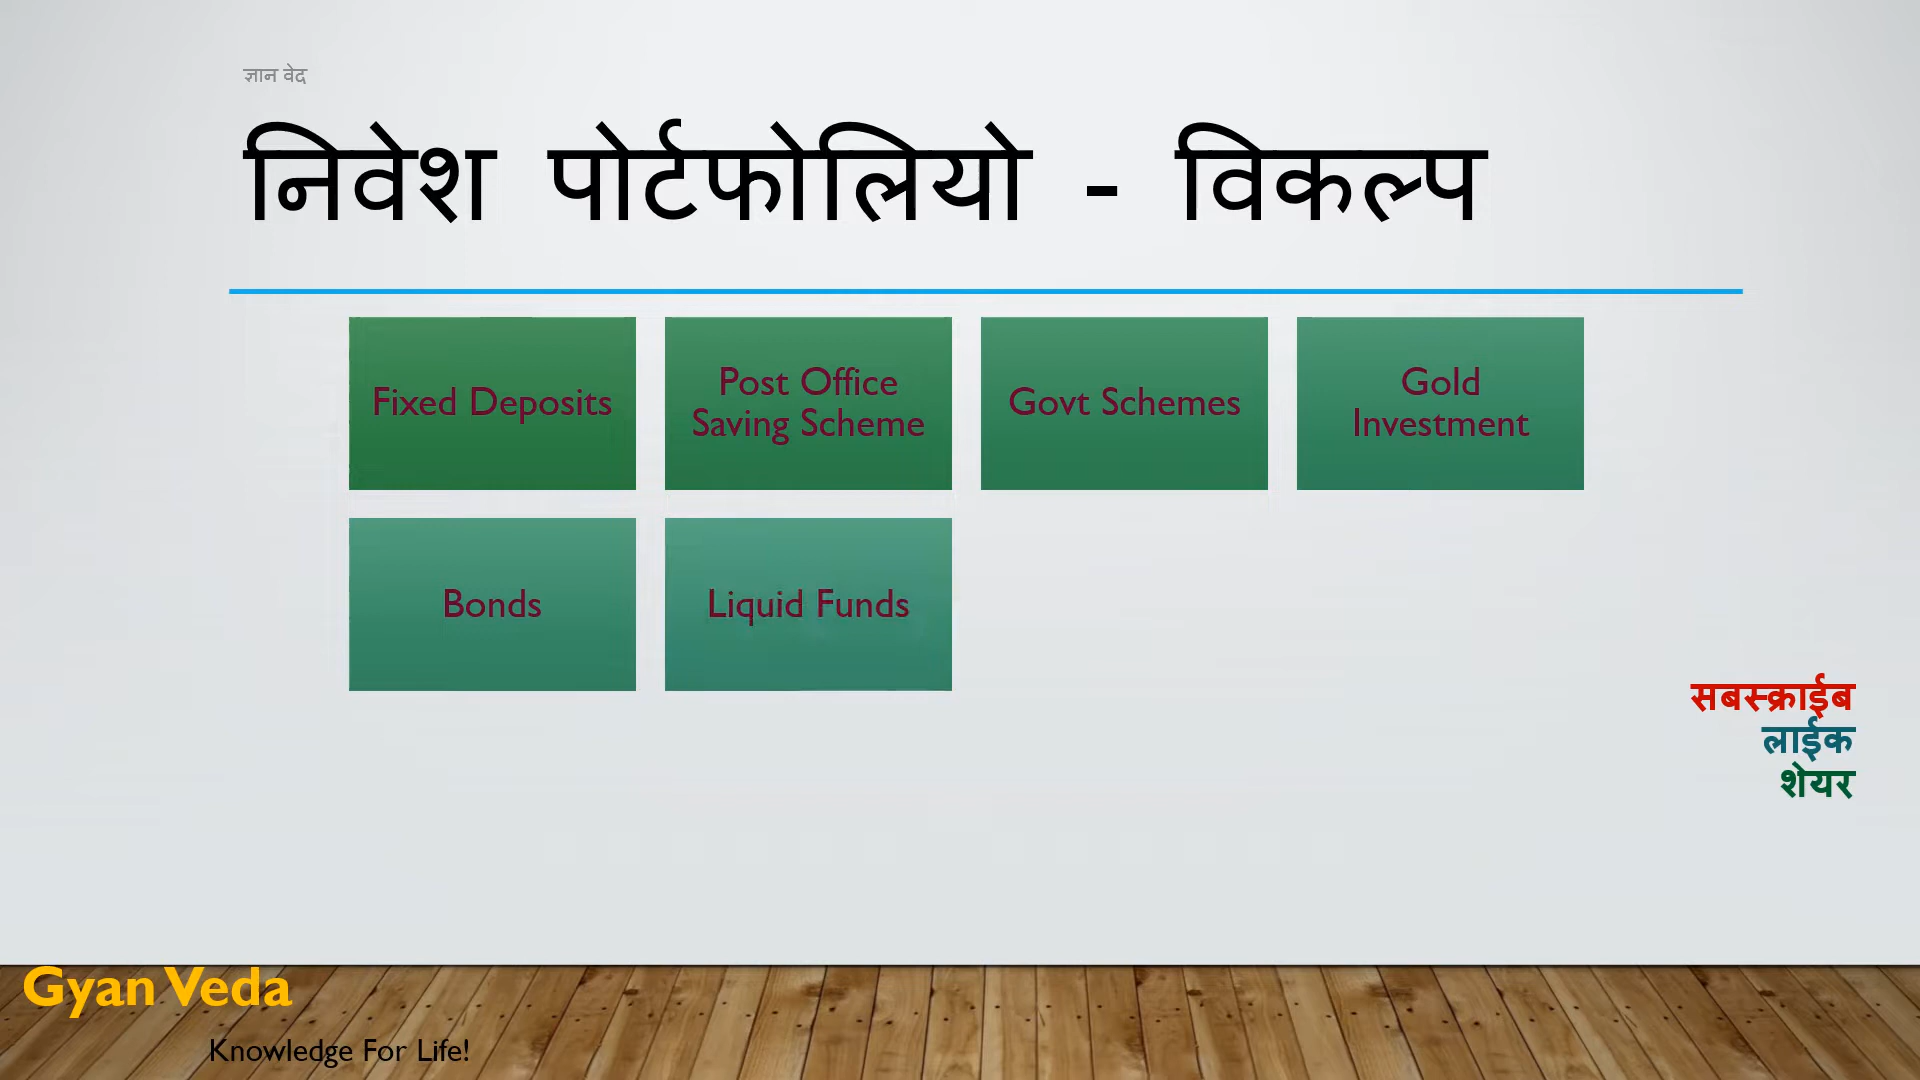 ज्ञान वेद
निवेश पोर्टफोलियो - विकल्प
Fixed Deposits
Post Office
Saving Scheme
Govt Schemes
Gold
Investment
Bonds
Liquid Funds
सबस्क्राईब
लाईक
शेयर
Gyan Veda
Knowledge For Life!